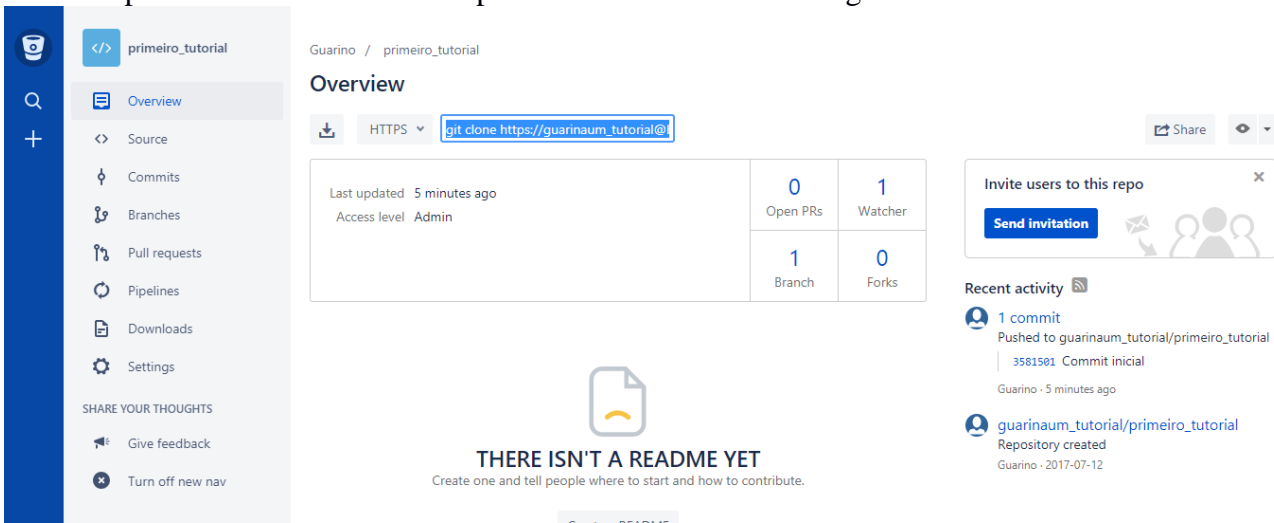 primeiro_tutorial
Overview
Source
Commits
Branches
Pull requests
Pipelines
Downloads
Settings
SHARE YOUR THOUGHTS
Give feedback
Turn off new nav
Guarino / primeiro_tutorial
Overview
HTTPS
git clone https://guarinaum_tutorial@
Share
Last updated 5 minutes ago
Access level Admin
0
Open PRs
1
Watcher
1
Branch
0
Forks
THERE ISN'T A README YET
Create one and tell people where to start and how to contribute.
Invite users to this repo
Send invitation
Recent activity
1 commit
Pushed to guarinaum_tutorial/primeiro_tutorial
3581501 Commit inicial
Guarino · 5 minutes ago
guarinaum_tutorial/primeiro_tutorial
Repository created
Guarino · 2017-07-12